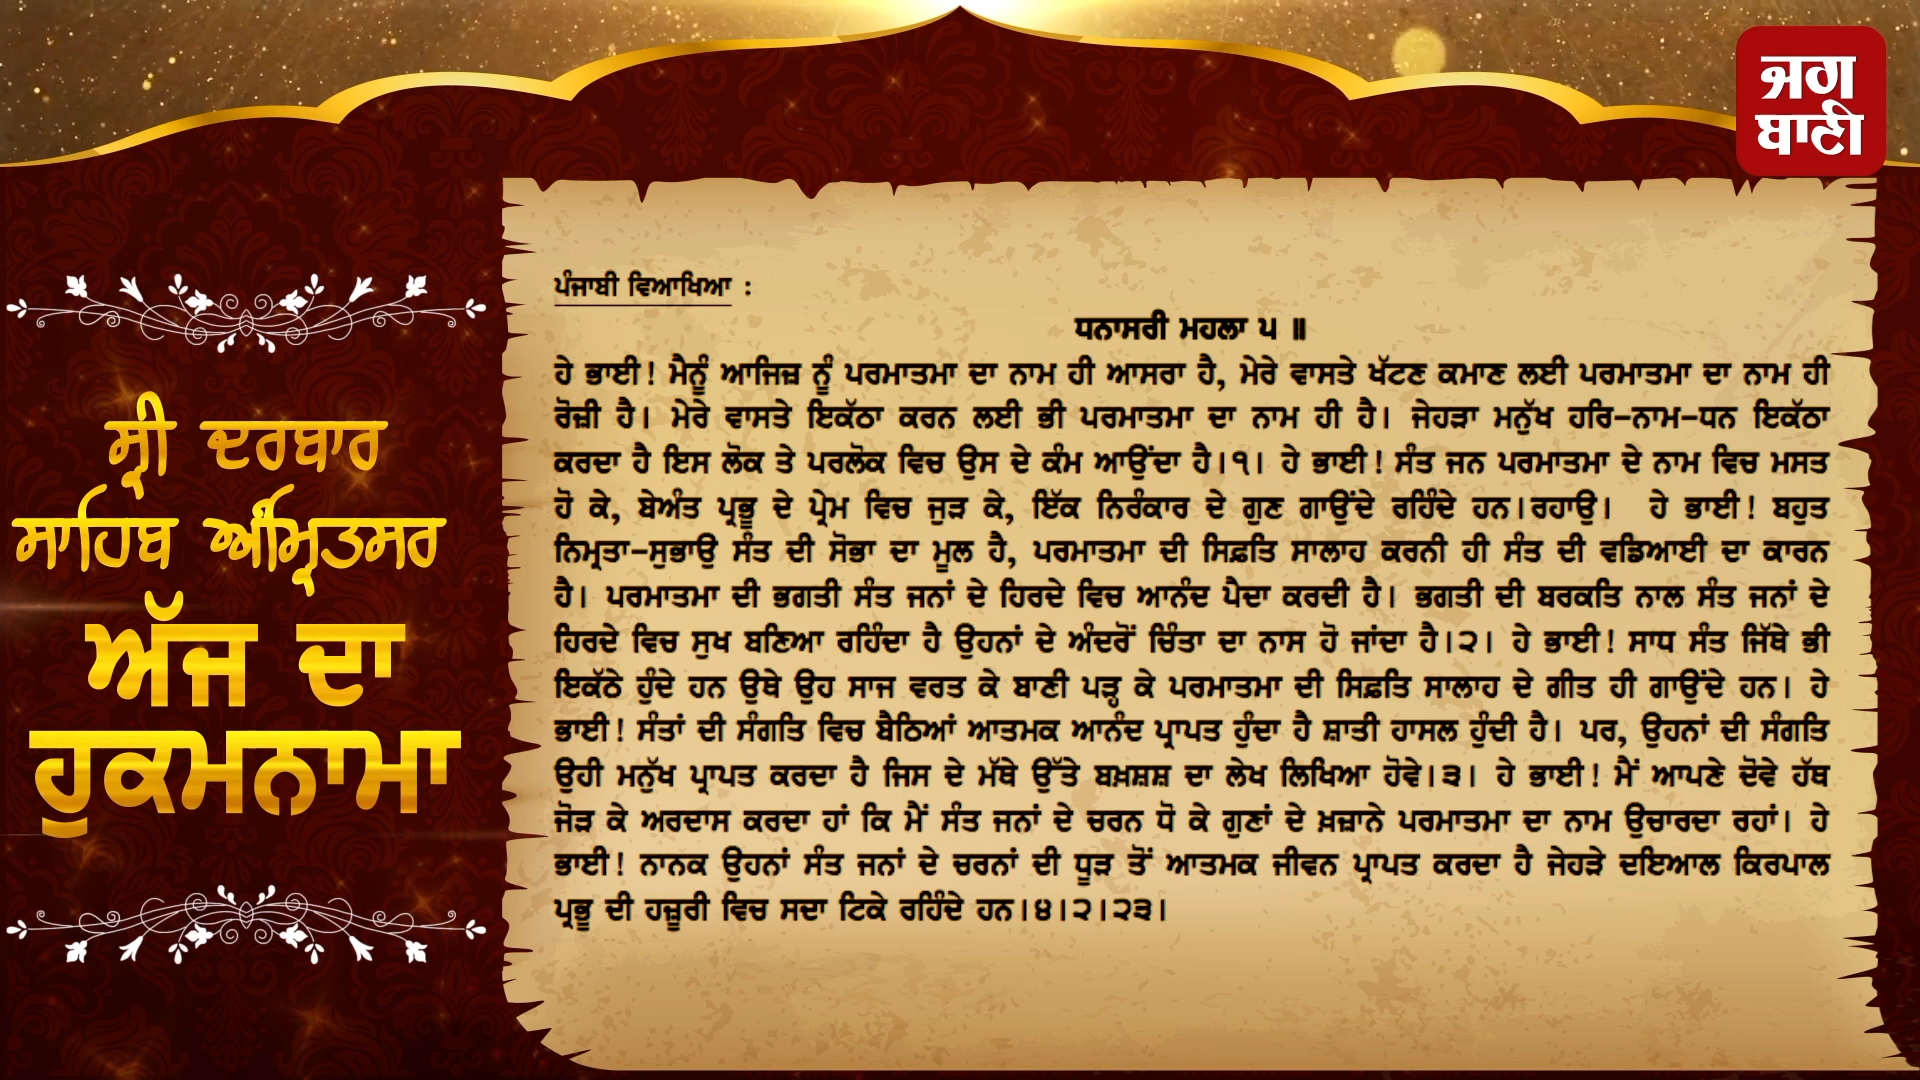 ਜਗ
ਬਾਣੀ
ਸ੍ਰੀ ਦਰਬਾਰ
ਸਾਹਿਬ ਅੰਮ੍ਰਿਤਸਰ
ਅੱਜ ਦਾ
ਹੁਕਮਨਾਮਾ
ਪੰਜਾਬੀ ਵਿਆਖਿਆ :
ਧਨਾਸਰੀ ਮਹਲਾ ੫ ॥
ਹੇ ਭਾਈ! ਮੈਨੂੰ ਆਜਿਜ਼ ਨੂੰ ਪਰਮਾਤਮਾ ਦਾ ਨਾਮ ਹੀ ਆਸਰਾ ਹੈ, ਮੇਰੇ ਵਾਸਤੇ ਖੱਟਣ ਕਮਾਣ ਲਈ ਪਰਮਾਤਮਾ ਦਾ ਨਾਮ ਹੀ
ਰੋਜ਼ੀ ਹੈ। ਮੇਰੇ ਵਾਸਤੇ ਇਕੱਠਾ ਕਰਨ ਲਈ ਭੀ ਪਰਮਾਤਮਾ ਦਾ ਨਾਮ ਹੀ ਹੈ। ਜੇਹੜਾ ਮਨੁੱਖ ਹਰਿ-ਨਾਮ-ਧਨ ਇਕੱਠਾ
ਕਰਦਾ ਹੈ ਇਸ ਲੋਕ ਤੇ ਪਰਲੋਕ ਵਿਚ ਉਸ ਦੇ ਕੰਮ ਆਉਂਦਾ ਹੈ।੧। ਹੇ ਭਾਈ! ਸੰਤ ਜਨ ਪਰਮਾਤਮਾ ਦੇ ਨਾਮ ਵਿਚ ਮਸਤ
ਹੋ ਕੇ, ਬੇਅੰਤ ਪ੍ਰਭੂ ਦੇ ਪ੍ਰੇਮ ਵਿਚ ਜੁੜ ਕੇ, ਇੱਕ ਨਿਰੰਕਾਰ ਦੇ ਗੁਣ ਗਾਉਂਦੇ ਰਹਿੰਦੇ ਹਨ।ਰਹਾਉ। ਹੇ ਭਾਈ! ਬਹੁਤ
ਨਿਮ੍ਰਤਾ-ਸੁਭਾਉ ਸੰਤ ਦੀ ਸੋਭਾ ਦਾ ਮੂਲ ਹੈ, ਪਰਮਾਤਮਾ ਦੀ ਸਿਫ਼ਤਿ ਸਾਲਾਹ ਕਰਨੀ ਹੀ ਸੰਤ ਦੀ ਵਡਿਆਈ ਦਾ ਕਾਰਨ
ਹੈ। ਪਰਮਾਤਮਾ ਦੀ ਭਗਤੀ ਸੰਤ ਜਨਾਂ ਦੇ ਹਿਰਦੇ ਵਿਚ ਆਨੰਦ ਪੈਦਾ ਕਰਦੀ ਹੈ। ਭਗਤੀ ਦੀ ਬਰਕਤਿ ਨਾਲ ਸੰਤ ਜਨਾਂ ਦੇ
ਹਿਰਦੇ ਵਿਚ ਸੁਖ ਬਣਿਆ ਰਹਿੰਦਾ ਹੈ ਉਹਨਾਂ ਦੇ ਅੰਦਰੋਂ ਚਿੰਤਾ ਦਾ ਨਾਸ ਹੋ ਜਾਂਦਾ ਹੈ।੨। ਹੇ ਭਾਈ! ਸਾਧ ਸੰਤ ਜਿੱਥੇ ਭੀ
ਇਕੱਠੇ ਹੁੰਦੇ ਹਨ ਉਥੇ ਉਹ ਸਾਜ ਵਰਤ ਕੇ ਬਾਣੀ ਪੜ੍ਹ ਕੇ ਪਰਮਾਤਮਾ ਦੀ ਸਿਫ਼ਤਿ ਸਾਲਾਹ ਦੇ ਗੀਤ ਹੀ ਗਾਉਂਦੇ ਹਨ। ਹੇ
ਭਾਈ! ਸੰਤਾਂ ਦੀ ਸੰਗਤਿ ਵਿਚ ਬੈਠਿਆਂ ਆਤਮਕ ਆਨੰਦ ਪ੍ਰਾਪਤ ਹੁੰਦਾ ਹੈ ਸ਼ਾਤੀ ਹਾਸਲ ਹੁੰਦੀ ਹੈ। ਪਰ, ਉਹਨਾਂ ਦੀ ਸੰਗਤਿ
ਉਹੀ ਮਨੁੱਖ ਪ੍ਰਾਪਤ ਕਰਦਾ ਹੈ ਜਿਸ ਦੇ ਮੱਥੇ ਉੱਤੇ ਬਖ਼ਸ਼ਸ਼ ਦਾ ਲੇਖ ਲਿਖਿਆ ਹੋਵੇ।੩। ਹੇ ਭਾਈ! ਮੈਂ ਆਪਣੇ ਦੋਵੇ ਹੱਥ
ਜੋੜ ਕੇ ਅਰਦਾਸ ਕਰਦਾ ਹਾਂ ਕਿ ਮੈਂ ਸੰਤ ਜਨਾਂ ਦੇ ਚਰਨ ਧੋ ਕੇ ਗੁਣਾਂ ਦੇ ਖ਼ਜ਼ਾਨੇ ਪਰਮਾਤਮਾ ਦਾ ਨਾਮ ਉਚਾਰਦਾ ਰਹਾਂ। ਹੇ
ਭਾਈ! ਨਾਨਕ ਉਹਨਾਂ ਸੰਤ ਜਨਾਂ ਦੇ ਚਰਨਾਂ ਦੀ ਧੂੜ ਤੋਂ ਆਤਮਕ ਜੀਵਨ ਪ੍ਰਾਪਤ ਕਰਦਾ ਹੈ ਜੇਹੜੇ ਦਇਆਲ ਕਿਰਪਾਲ
ਪ੍ਰਭੂ ਦੀ ਹਜ਼ੂਰੀ ਵਿਚ ਸਦਾ ਟਿਕੇ ਰਹਿੰਦੇ ਹਨ।੪।੨।੨੩।